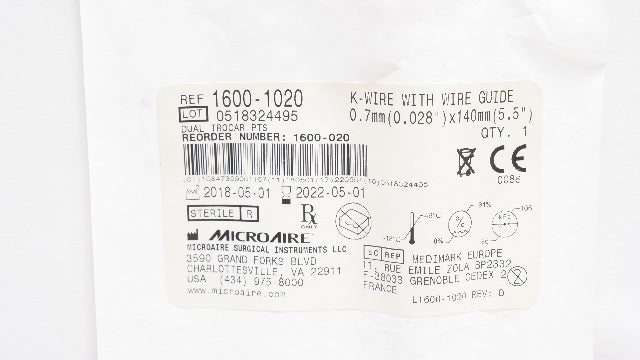 REF 1600-1020
LOT 0518324495
DUAL TROCAR PTS
REORDER NUMBER: 1600-020
K-WIRE WITH WIRE GUIDE
0.7mm(0.028")x140mm(5.5")
QTY. 1
CE
0086
2018-05-01 2022-05-01
STERILE R
Rx
ONLY
MICROAIRE
MICROAIRE SURGICAL INSTRUMENTS LLC
3590 GRAND FORKS BLVD
CHARLOTTESVILLE, VA 22911
USA (434) 975 8000
www.microaire.com
0%
EC REP MEDIMARK EUROPE
11, RUE EMILE ZOLA BP2332
F-38033 GRENOBLE CEDEX 2
FRANCE
L1600-1020 REV: D